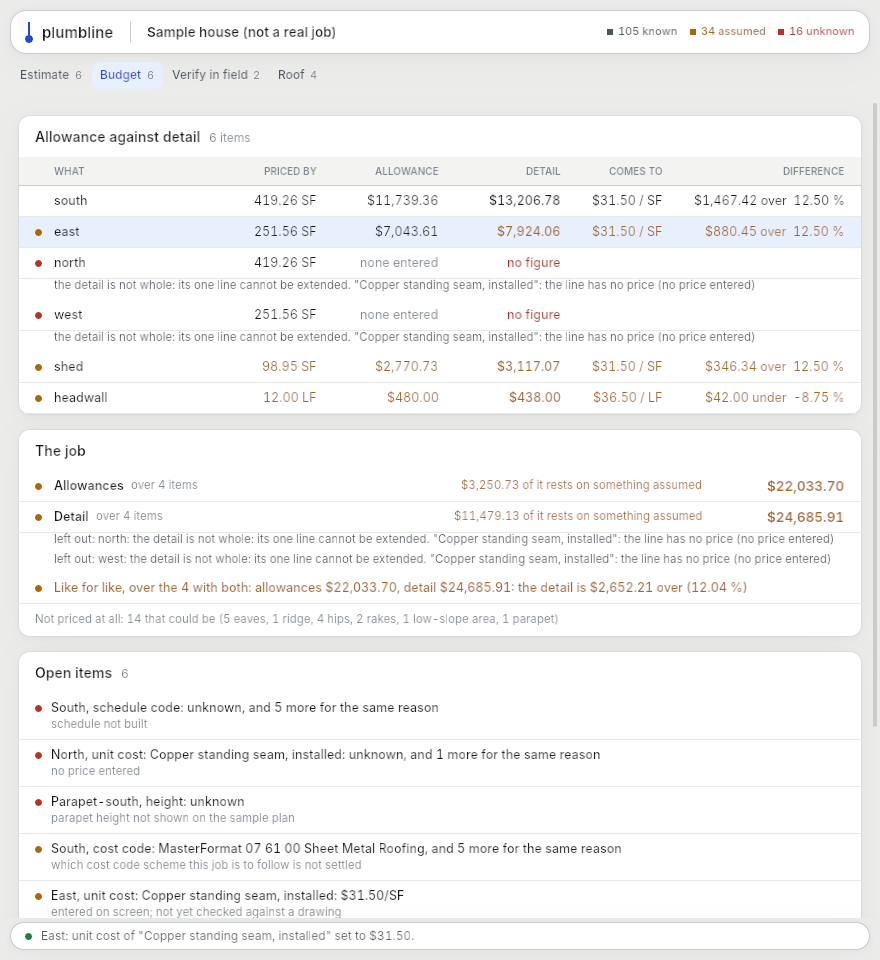 plumbline Sample house (not a real job) 105 known 34 assumed 16 unknown
Estimate 6 Budget 6 Verify in field 2 Roof 4
Allowance against detail 6 items
WHAT PRICED BY ALLOWANCE DETAIL COMES TO DIFFERENCE
south 419.26 SF $11,739.36 $13,206.78 $31.50 / SF $1,467.42 over 12.50 %
east 251.56 SF $7,043.61 $7,924.06 $31.50 / SF $880.45 over 12.50 %
north 419.26 SF none entered no figure
the detail is not whole: its one line cannot be extended. "Copper standing seam, installed": the line has no price (no price entered)
west 251.56 SF none entered no figure
the detail is not whole: its one line cannot be extended. "Copper standing seam, installed": the line has no price (no price entered)
shed 98.95 SF $2,770.73 $3,117.07 $31.50 / SF $346.34 over 12.50 %
headwall 12.00 LF $480.00 $438.00 $36.50 / LF $42.00 under -8.75 %
The job
Allowances over 4 items $3,250.73 of it rests on something assumed $22,033.70
Detail over 4 items $11,479.13 of it rests on something assumed $24,685.91
left out: north: the detail is not whole: its one line cannot be extended. "Copper standing seam, installed": the line has no price (no price entered)
left out: west: the detail is not whole: its one line cannot be extended. "Copper standing seam, installed": the line has no price (no price entered)
Like for like, over the 4 with both: allowances $22,033.70, detail $24,685.91: the detail is $2,652.21 over (12.04 %)
Not priced at all: 14 that could be (5 eaves, 1 ridge, 4 hips, 2 rakes, 1 low-slope area, 1 parapet)
Open items 6
South, schedule code: unknown, and 5 more for the same reason
schedule not built
North, unit cost: Copper standing seam, installed: unknown, and 1 more for the same reason
no price entered
Parapet-south, height: unknown
parapet height not shown on the sample plan
South, cost code: MasterFormat 07 61 00 Sheet Metal Roofing, and 5 more for the same reason
which cost code scheme this job is to follow is not settled
East, unit cost: Copper standing seam, installed: $31.50/SF
entered on screen; not yet checked against a drawing
East: unit cost of "Copper standing seam, installed" set to $31.50.